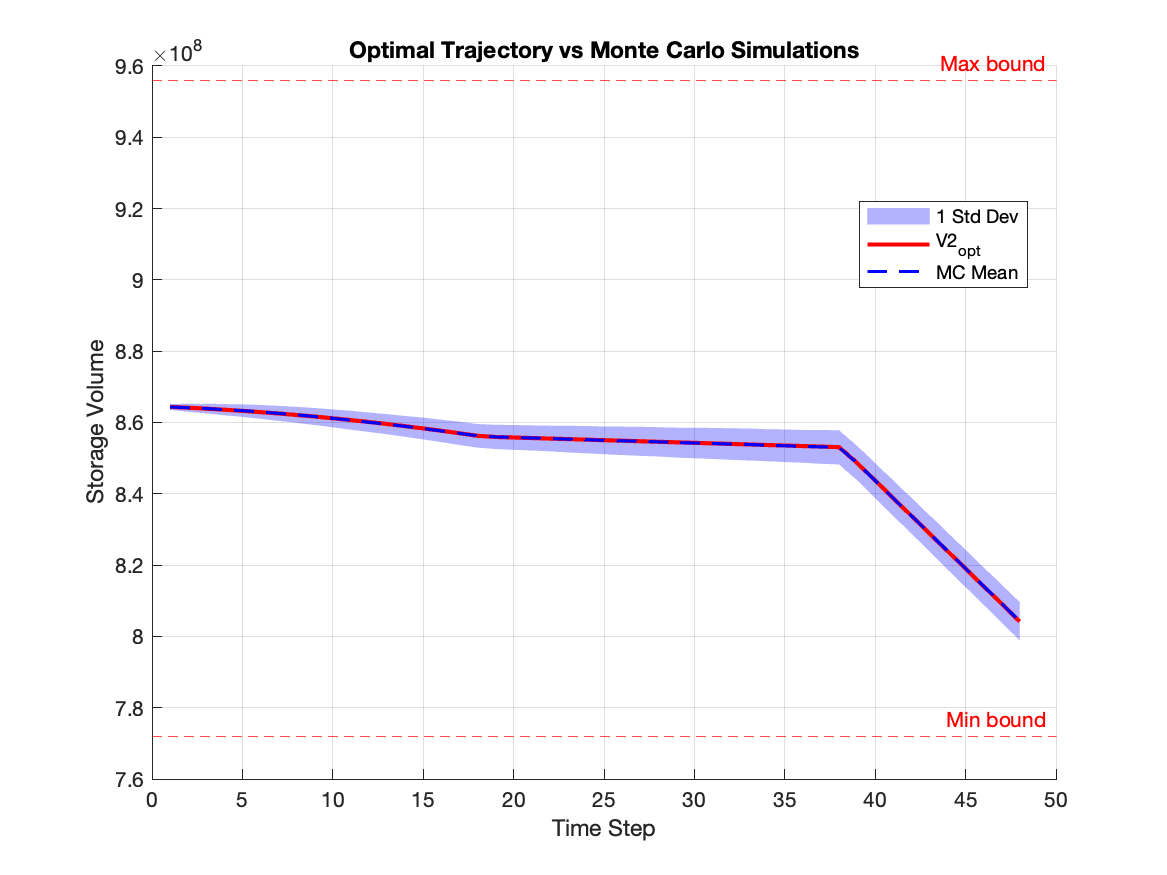 Optimal Trajectory vs Monte Carlo Simulations
×10⁸
9.6
9.4
9.2
9
8.8
8.6
8.4
8.2
8
7.8
7.6
Storage Volume
Max bound
1 Std Dev
V2opt
MC Mean
Min bound
0 5 10 15 20 25 30 35 40 45 50
Time Step